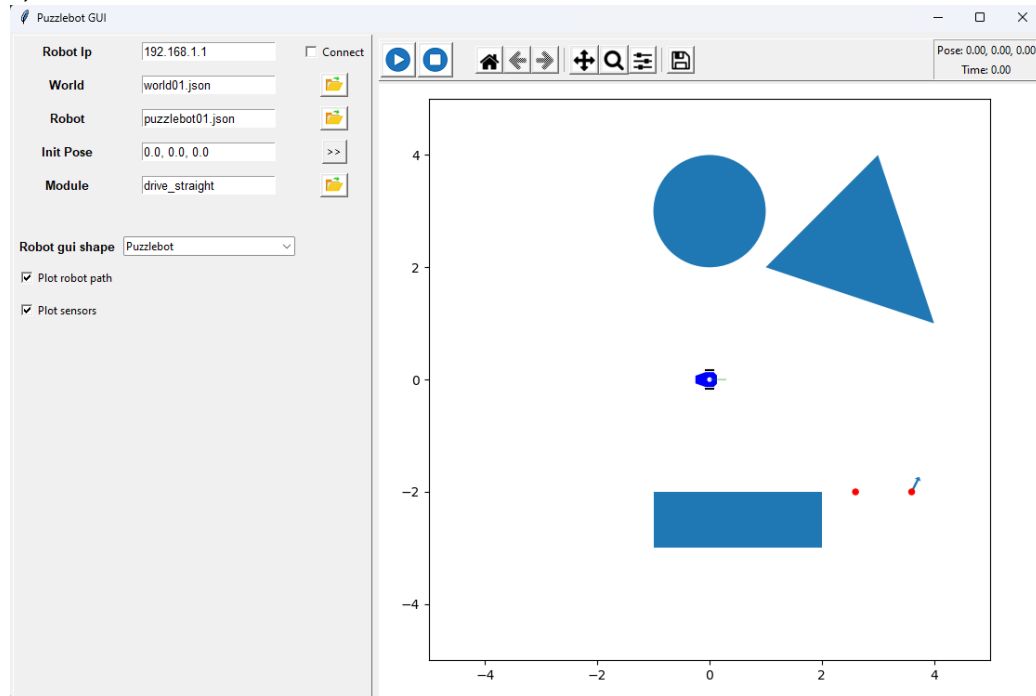 Puzzlebot GUI
Robot Ip 192.168.1.1 Connect
World world01.json
Robot puzzlebot01.json
Init Pose 0.0, 0.0, 0.0 >>
Module drive_straight
Robot gui shape Puzzlebot
Plot robot path
Plot sensors
Pose: 0.00, 0.00, 0.00
Time: 0.00
4
2
0
−2
−4
−4 −2 0 2 4